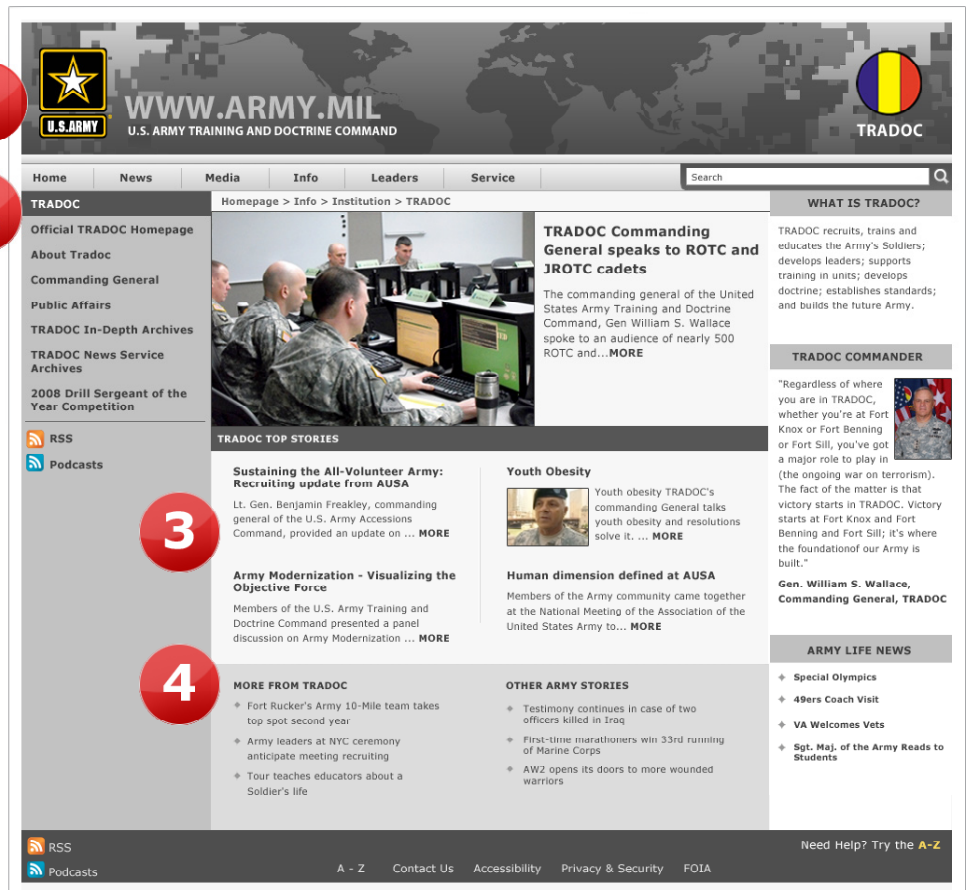 U.S.ARMY
WWW.ARMY.MIL
U.S. ARMY TRAINING AND DOCTRINE COMMAND
TRADOC
Home News Media Info Leaders Service
Search
TRADOC
Official TRADOC Homepage
About Tradoc
Commanding General
Public Affairs
TRADOC In-Depth Archives
TRADOC News Service
Archives
2008 Drill Sergeant of the
Year Competition
RSS
Podcasts
Homepage > Info > Institution > TRADOC
TRADOC Commanding
General speaks to ROTC and
JROTC cadets
The commanding general of the United
States Army Training and Doctrine
Command, Gen William S. Wallace
spoke to an audience of nearly 500
ROTC and...MORE
TRADOC TOP STORIES
Sustaining the All-Volunteer Army:
Recruiting update from AUSA
Lt. Gen. Benjamin Freakley, commanding
general of the U.S. Army Accessions
Command, provided an update on ... MORE
Youth Obesity
Youth obesity TRADOC's
commanding General talks
youth obesity and resolutions
solve it. ... MORE
3
Army Modernization - Visualizing the
Objective Force
Members of the U.S. Army Training and
Doctrine Command presented a panel
discussion on Army Modernization ... MORE
Human dimension defined at AUSA
Members of the Army community came together
at the National Meeting of the Association of the
United States Army to... MORE
4
MORE FROM TRADOC
Fort Rucker's Army 10-Mile team takes
top spot second year
Army leaders at NYC ceremony
anticipate meeting recruiting
Tour teaches educators about a
Soldier's life
OTHER ARMY STORIES
Testimony continues in case of two
officers killed in Iraq
First-time marathoners win 33rd running
of Marine Corps
AW2 opens its doors to more wounded
warriors
WHAT IS TRADOC?
TRADOC recruits, trains and
educates the Army's Soldiers;
develops leaders; supports
training in units; develops
doctrine; establishes standards;
and builds the future Army.
TRADOC COMMANDER
"Regardless of where
you are in TRADOC,
whether you're at Fort
Knox or Fort Benning
or Fort Sill, you've got
a major role to play in
(the ongoing war on terrorism).
The fact of the matter is that
victory starts in TRADOC. Victory
starts at Fort Knox and Fort
Benning and Fort Sill; it's where
the foundationof our Army is
built."
Gen. William S. Wallace,
Commanding General, TRADOC
ARMY LIFE NEWS
Special Olympics
49ers Coach Visit
VA Welcomes Vets
Sgt. Maj. of the Army Reads to
Students
RSS
Podcasts
A - Z Contact Us Accessibility Privacy & Security FOIA
Need Help? Try the A-Z